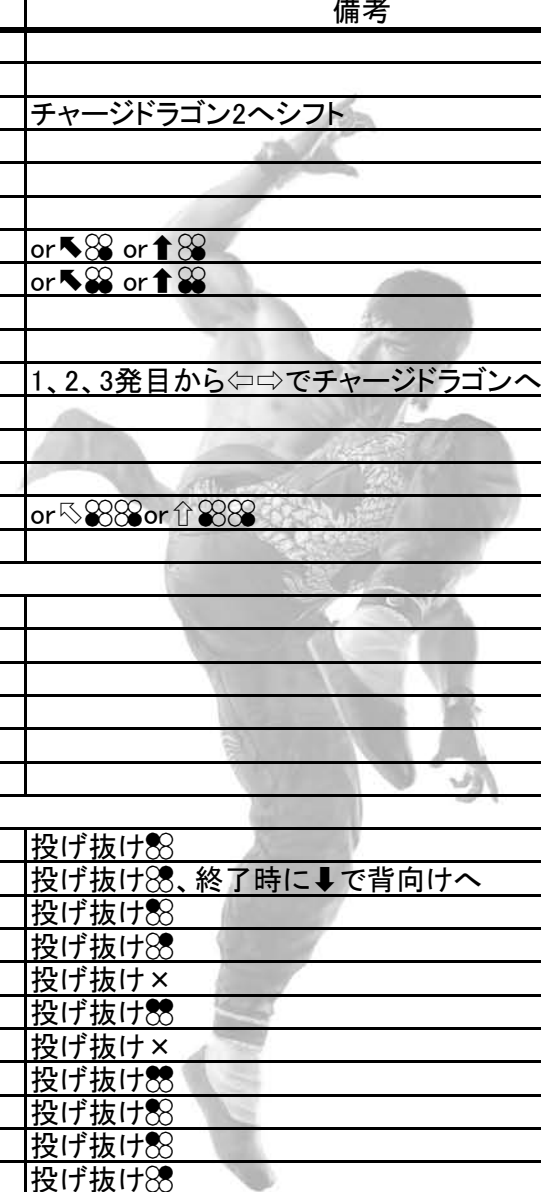 備考
チャージドラゴン2へシフト
or⬉ or⬆
or⬉ or⬆
1、2、3発目から⇦⇨でチャージドラゴンへ
or⬁or⇧
投げ抜け
投げ抜け、終了時に⬇で背向けへ
投げ抜け
投げ抜け
投げ抜け×
投げ抜け
投げ抜け×
投げ抜け
投げ抜け
投げ抜け
投げ抜け